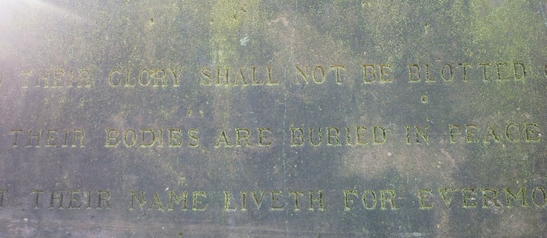 THEIR GLORY SHALL NOT BE BLOTTED
THEIR BODIES ARE BURIED IN PEACE
THEIR NAME LIVETH FOR EVERMO